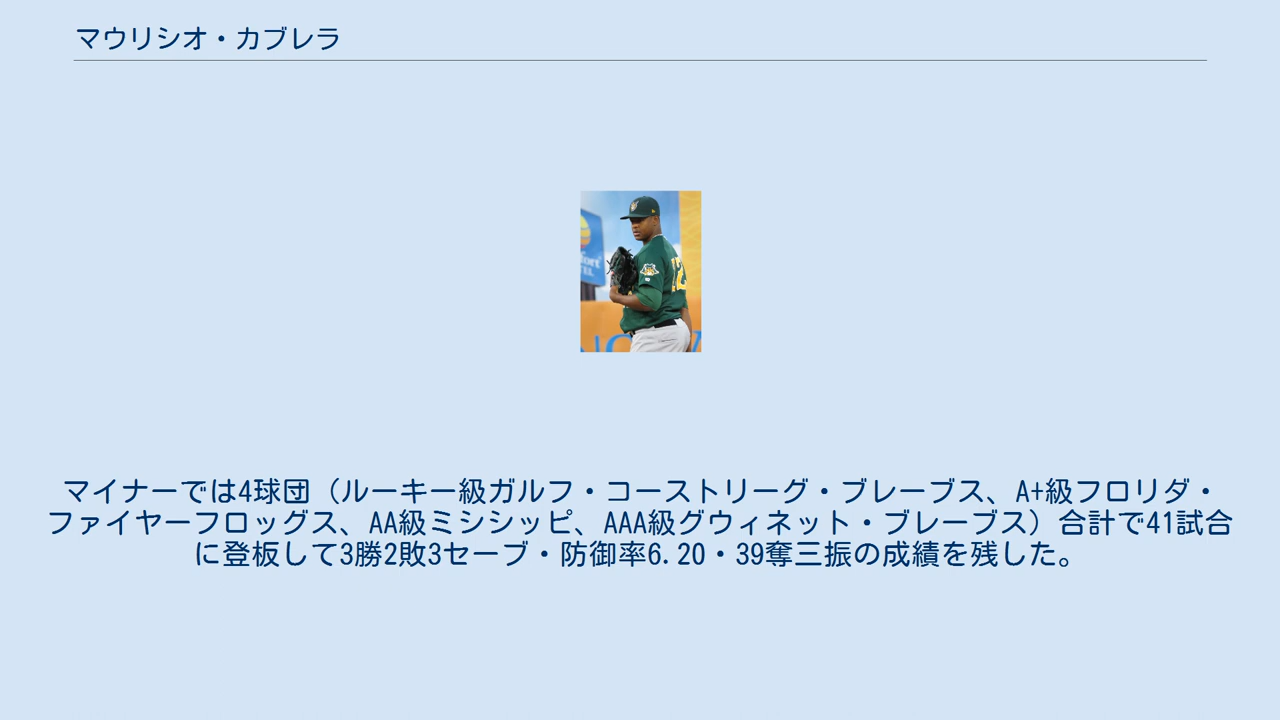 マウリシオ・カブレラ
マイナーでは4球団（ルーキー級ガルフ・コーストリーグ・ブレーブス、A+級フロリダ・
ファイヤーフロッグス、AA級ミシシッピ、AAA級グウィネット・ブレーブス）合計で41試合
に登板して3勝2敗3セーブ・防御率6.20・39奪三振の成績を残した。